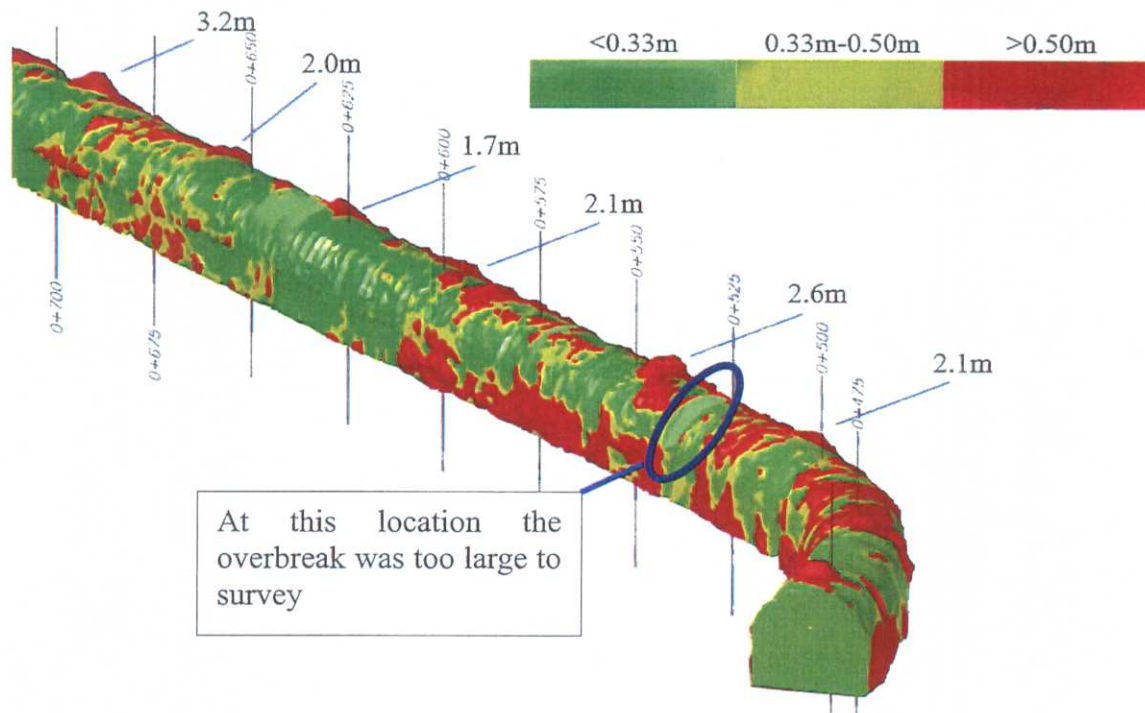 3.2m
<0.33m
0.33m-0.50m
>0.50m
0+650
2.0m
0+625
1.7m
0+600
2.1m
0+575
0+550
0+525
2.6m
0+500
2.1m
0+475
0+700
0+675
At this location the
overbreak was too large to
survey